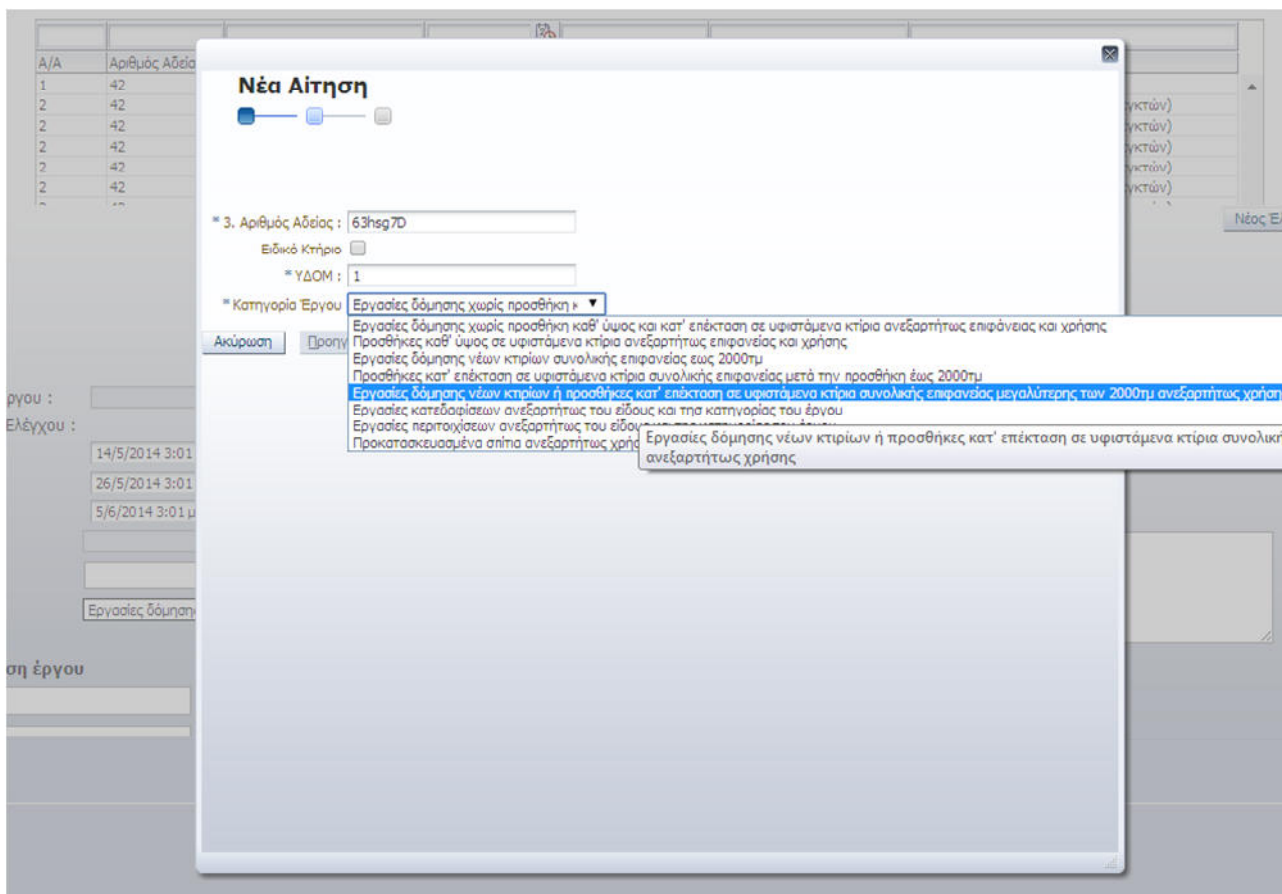 Α/Α
Αριθμός Αδεία
1 42
2 42 γκτών)
2 42 γκτών)
2 42 γκτών)
2 42 γκτών)
2 42 γκτών)
Νέος Έ
Νέα Αίτηση
* 3. Αριθμός Αδείας : 63hsg7D
Ειδικό Κτήριο
* ΥΔΟΜ : 1
* Κατηγορία Έργου Εργασίες δόμησης χωρίς προσθήκη κ
Εργασίες δόμησης χωρίς προσθήκη καθ' ύψος και κατ' επέκταση σε υφιστάμενα κτίρια ανεξαρτήτως επιφάνειας και χρήσης
Προσθήκες καθ' ύψος σε υφιστάμενα κτίρια ανεξαρτήτως επιφανείας και χρήσης
Εργασίες δόμησης νέων κτιρίων συνολικής επιφανείας εως 2000τμ
Προσθήκες κατ' επέκταση σε υφιστάμενα κτίρια συνολικής επιφανείας μετά την προσθήκη έως 2000τμ
Εργασίες δόμησης νέων κτιρίων ή προσθήκες κατ' επέκταση σε υφιστάμενα κτίρια συνολικής επιφανείας μεγαλύτερης των 2000τμ ανεξαρτήτως χρήση
Εργασίες κατεδαφίσεων ανεξαρτήτως του είδους και τησ κατηγορίας του έργου
Εργασίες περιτοιχίσεων ανεξαρτήτως του είδους
Προκατασκευασμένα σπίτια ανεξαρτήτως χρήσ
Εργασίες δόμησης νέων κτιρίων ή προσθήκες κατ' επέκταση σε υφιστάμενα κτίρια συνολική
ανεξαρτήτως χρήσης
Ακύρωση Προηγ
ργου :
Ελέγχου :
14/5/2014 3:01
26/5/2014 3:01
5/6/2014 3:01 μ
Εργασίες δόμηση
ση έργου